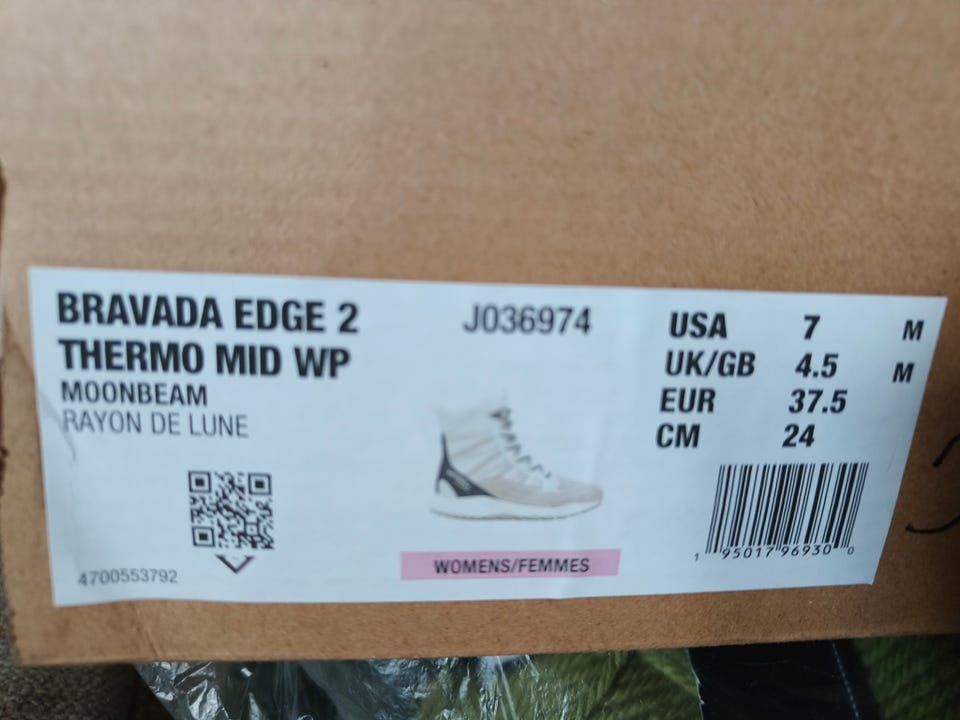 BRAVADA EDGE 2
THERMO MID WP
MOONBEAM
RAYON DE LUNE
4700553792
J036974
WOMENS/FEMMES
USA 7 M
UK/GB 4.5 M
EUR 37.5
CM 24
1 95017 96930 0